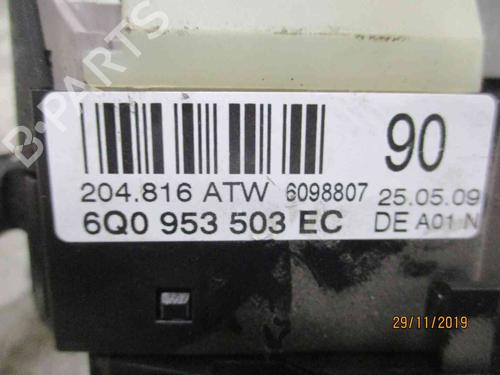 B-PARTS
90
204.816 ATW 6098807 25.05.09
6Q0 953 503 EC DE A01 N
29/11/2019